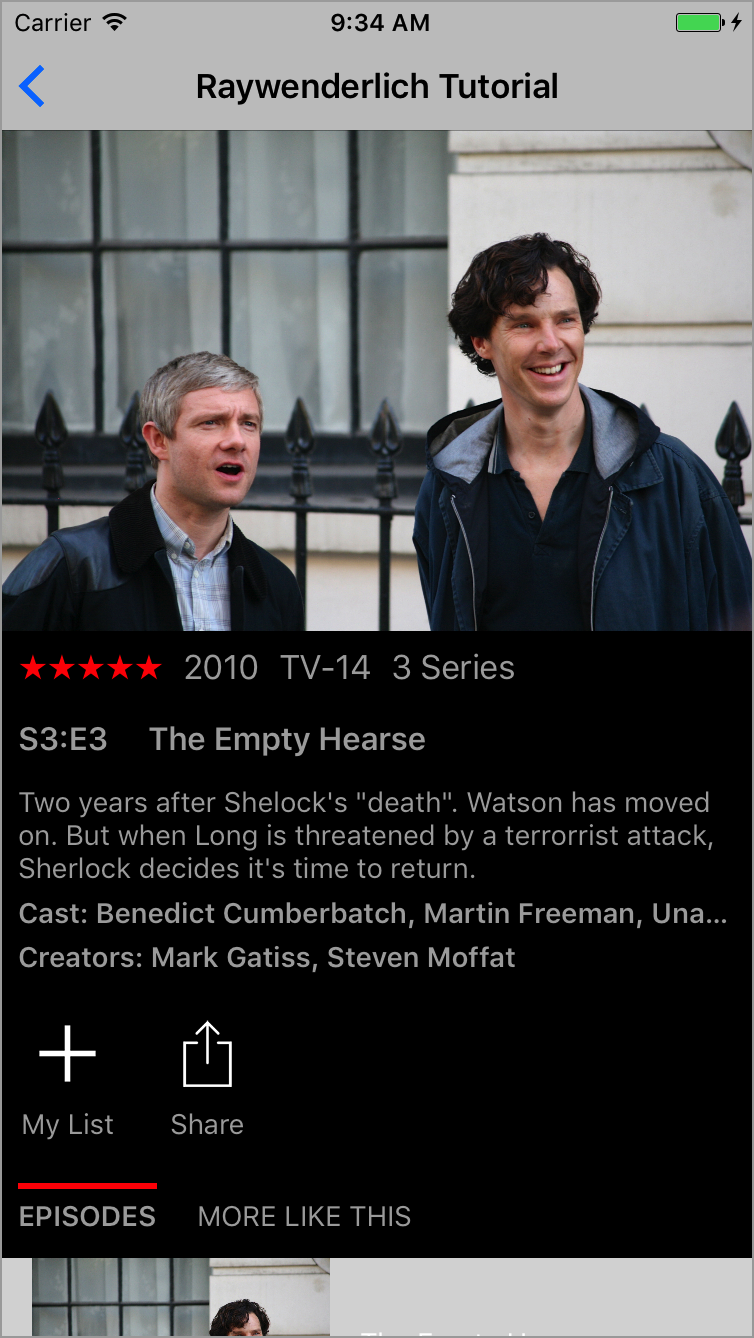 Carrier 9:34 AM
Raywenderlich Tutorial
★★★★★ 2010 TV-14 3 Series
S3:E3 The Empty Hearse
Two years after Shelock's "death". Watson has moved
on. But when Long is threatened by a terrorrist attack,
Sherlock decides it's time to return.
Cast: Benedict Cumberbatch, Martin Freeman, Una...
Creators: Mark Gatiss, Steven Moffat
My List Share
EPISODES MORE LIKE THIS